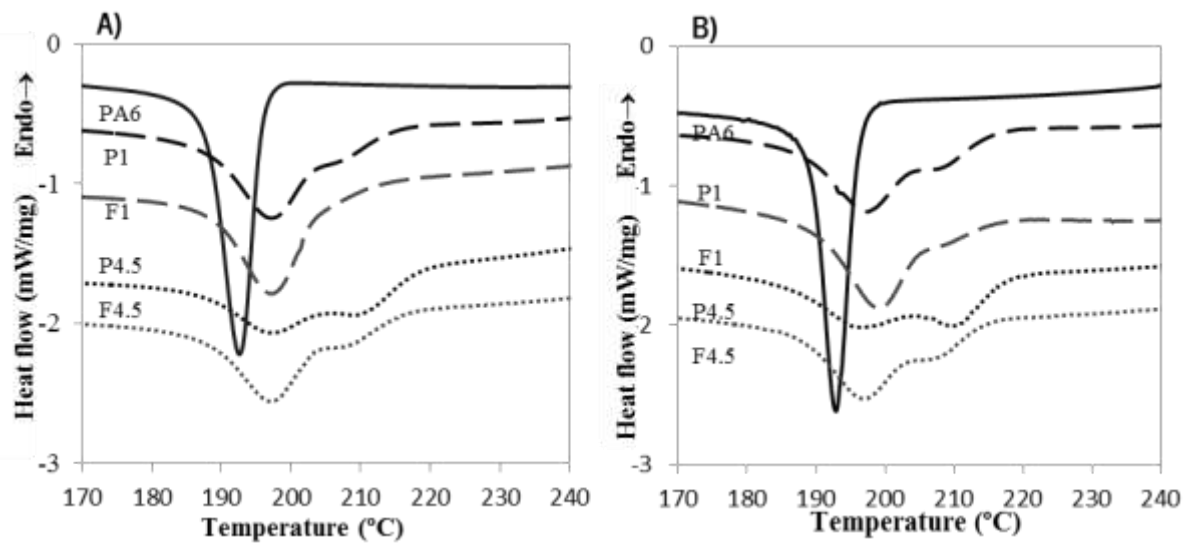 A)
0
-1
-2
-3
Heat flow (mW/mg) Endo→
PA6
P1
F1
P4.5
F4.5
170 180 190 200 210 220 230 240
Temperature (ºC)
B)
0
-1
-2
-3
Heat flow (mW/mg) Endo→
PA6
P1
F1
P4.5
F4.5
170 180 190 200 210 220 230 240
Temperature (ºC)